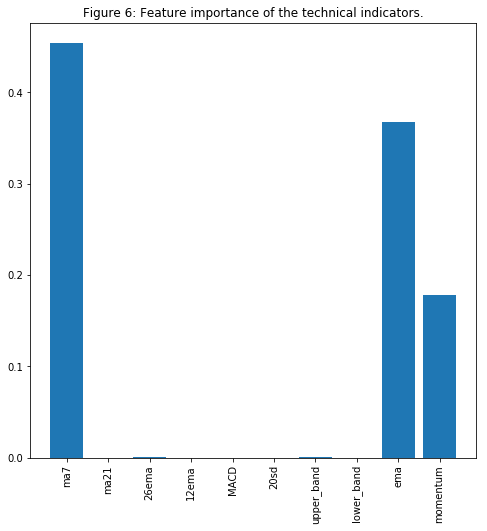 Figure 6: Feature importance of the technical indicators.
0.4
0.3
0.2
0.1
0.0
ma7
ma21
26ema
12ema
MACD
20sd
upper_band
lower_band
ema
momentum